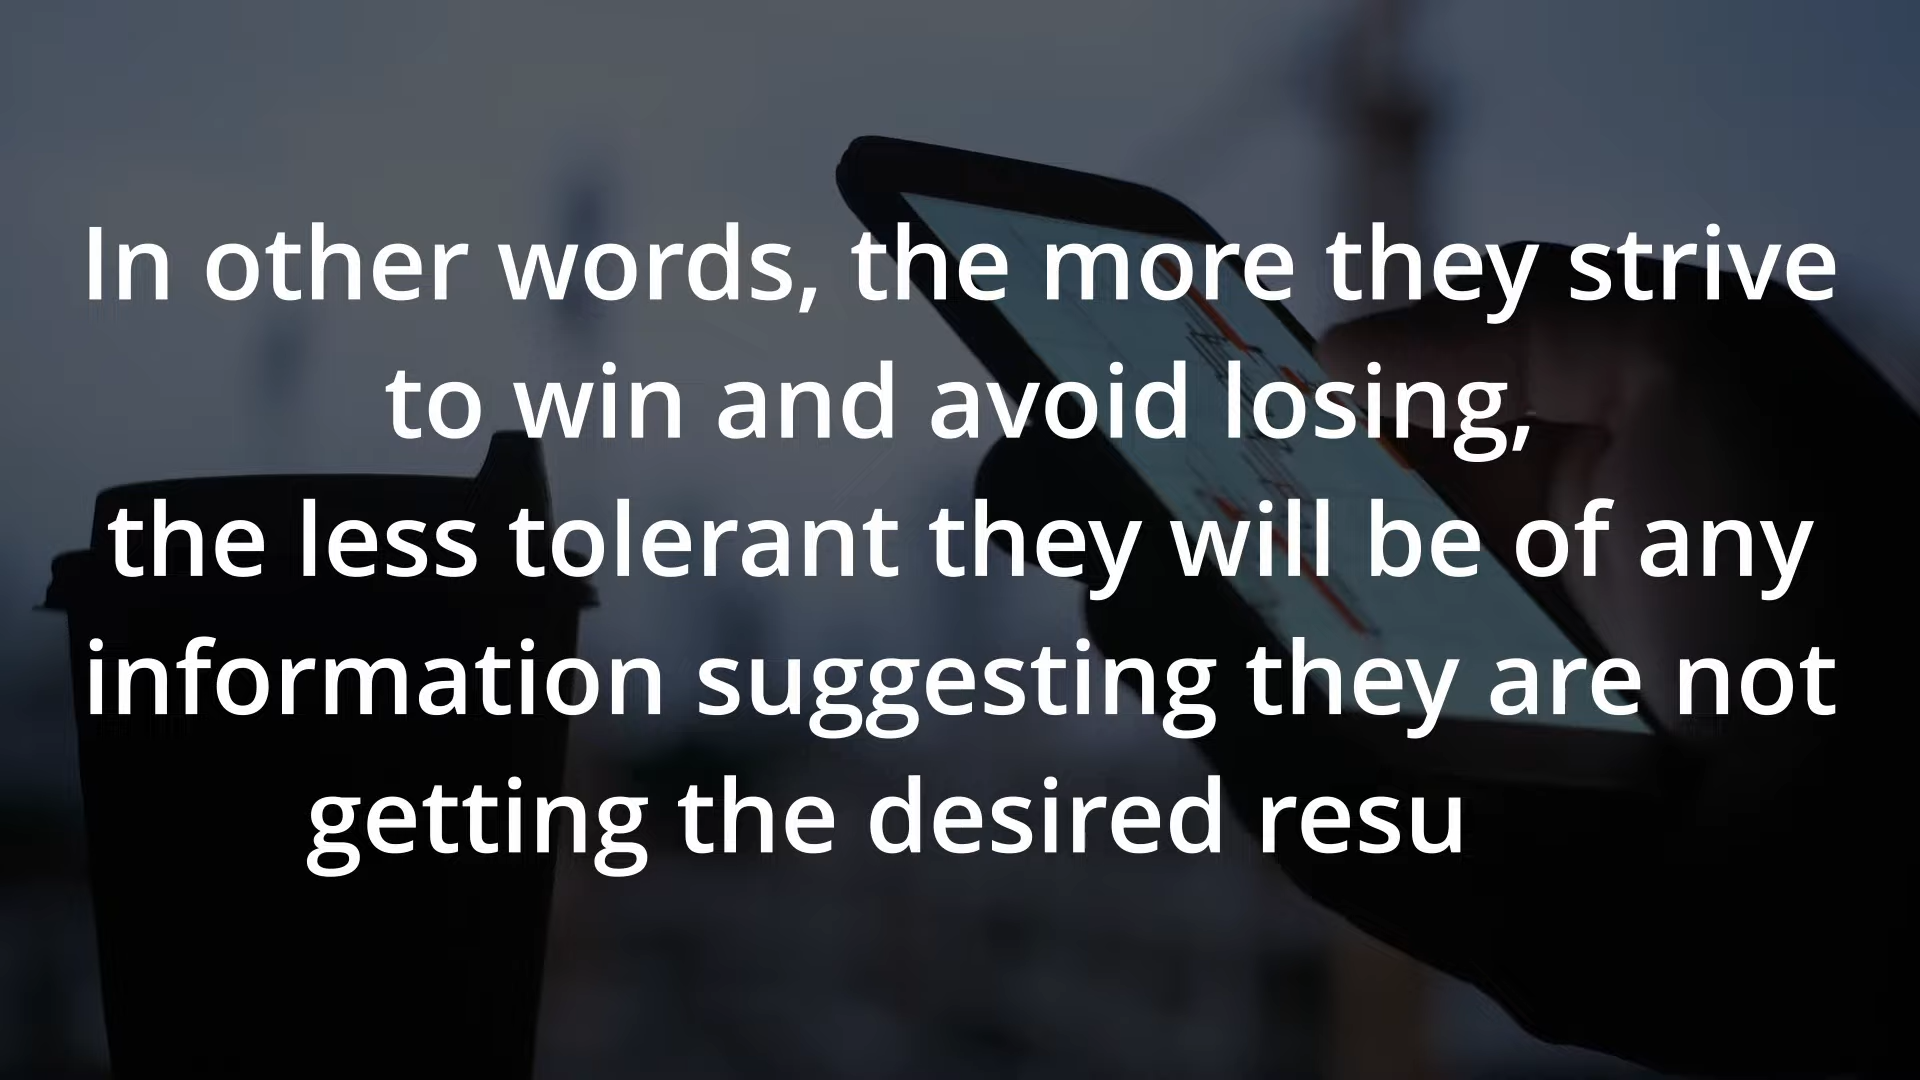 In other words, the more they strive
to win and avoid losing,
the less tolerant they will be of any
information suggesting they are not
getting the desired resu